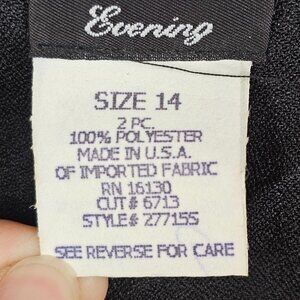 Evening
SIZE 14
2 PC.
100% POLYESTER
MADE IN U.S.A.
OF IMPORTED FABRIC
RN 16130
CUT# 6713
STYLE# 277155
SEE REVERSE FOR CARE